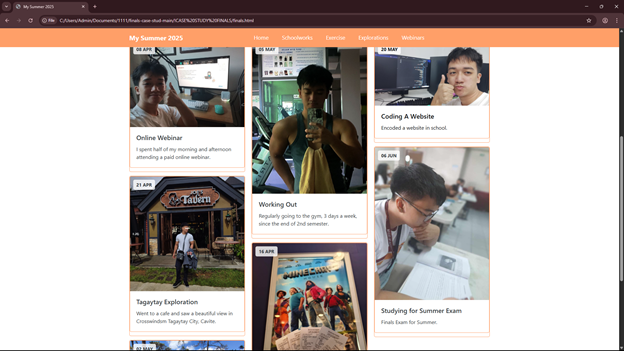 My Summer 2025
File
C:/Users/Admin/Documents/1111/finals-case-stud-main/!CASE%20STUDY%20(FINALS)/finals.html
My Summer 2025
Home
Schoolworks
Exercise
Explorations
Webinars
08 APR
Online Webinar
I spent half of my morning and afternoon
attending a paid online webinar.
21 APR
Tavern
Tagaytay Exploration
Went to a cafe and saw a beautiful view in
Crosswindsm Tagaytay City, Cavite.
02 MAY
05 MAY
Working Out
Regularly going to the gym, 3 days a week,
since the end of 2nd semester.
16 APR
MINECRAFT
20 MAY
Coding A Website
Encoded a website in school.
06 JUN
Studying for Summer Exam
Finals Exam for Summer.